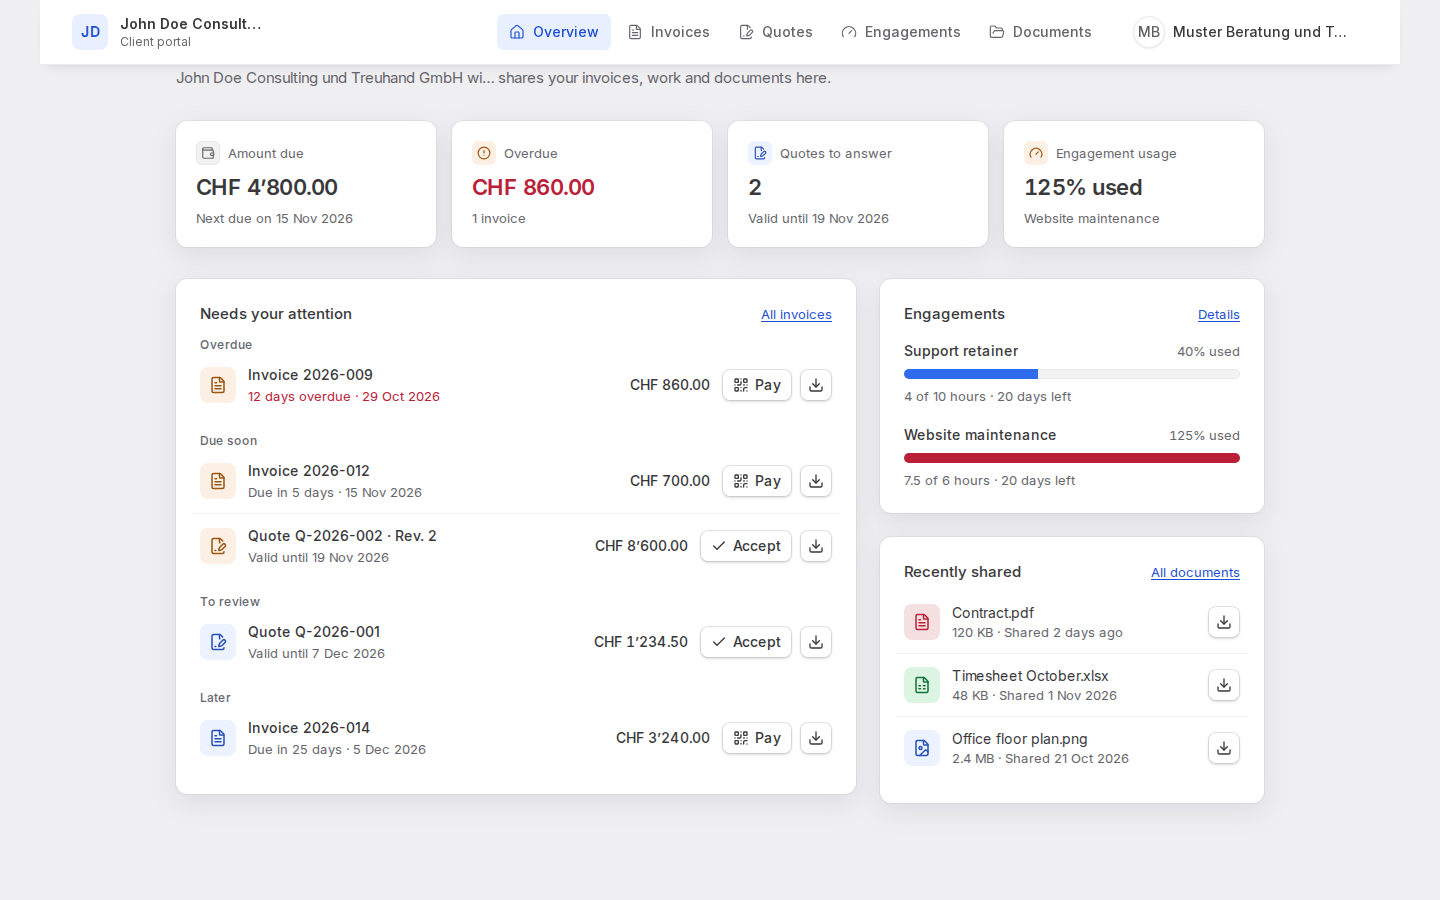 JD
John Doe Consult...
Client portal
Overview
Invoices
Quotes
Engagements
Documents
MB
Muster Beratung und T...
John Doe Consulting und Treuhand GmbH wi... shares your invoices, work and documents here.
Amount due
CHF 4’800.00
Next due on 15 Nov 2026
Overdue
CHF 860.00
1 invoice
Quotes to answer
2
Valid until 19 Nov 2026
Engagement usage
125% used
Website maintenance
Needs your attention
All invoices
Overdue
Invoice 2026-009
12 days overdue · 29 Oct 2026
CHF 860.00
Pay
Due soon
Invoice 2026-012
Due in 5 days · 15 Nov 2026
CHF 700.00
Pay
Quote Q-2026-002 · Rev. 2
Valid until 19 Nov 2026
CHF 8’600.00
Accept
To review
Quote Q-2026-001
Valid until 7 Dec 2026
CHF 1’234.50
Accept
Later
Invoice 2026-014
Due in 25 days · 5 Dec 2026
CHF 3’240.00
Pay
Engagements
Details
Support retainer
40% used
4 of 10 hours · 20 days left
Website maintenance
125% used
7.5 of 6 hours · 20 days left
Recently shared
All documents
Contract.pdf
120 KB · Shared 2 days ago
Timesheet October.xlsx
48 KB · Shared 1 Nov 2026
Office floor plan.png
2.4 MB · Shared 21 Oct 2026